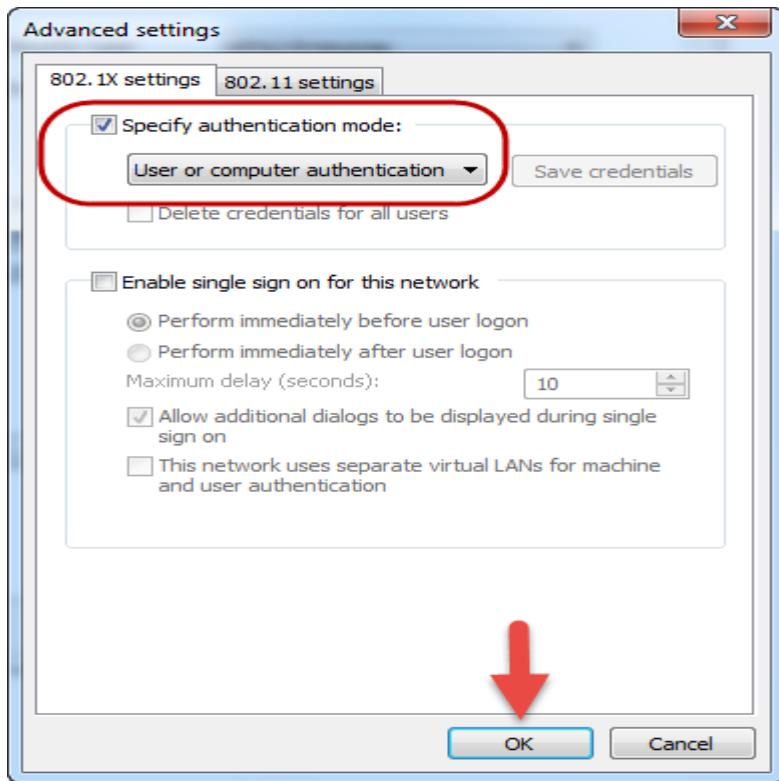 Advanced settings
802.1X settings
802.11 settings
Specify authentication mode:
User or computer authentication
Save credentials
Delete credentials for all users
Enable single sign on for this network
Perform immediately before user logon
Perform immediately after user logon
Maximum delay (seconds):
10
Allow additional dialogs to be displayed during single
sign on
This network uses separate virtual LANs for machine
and user authentication
OK
Cancel